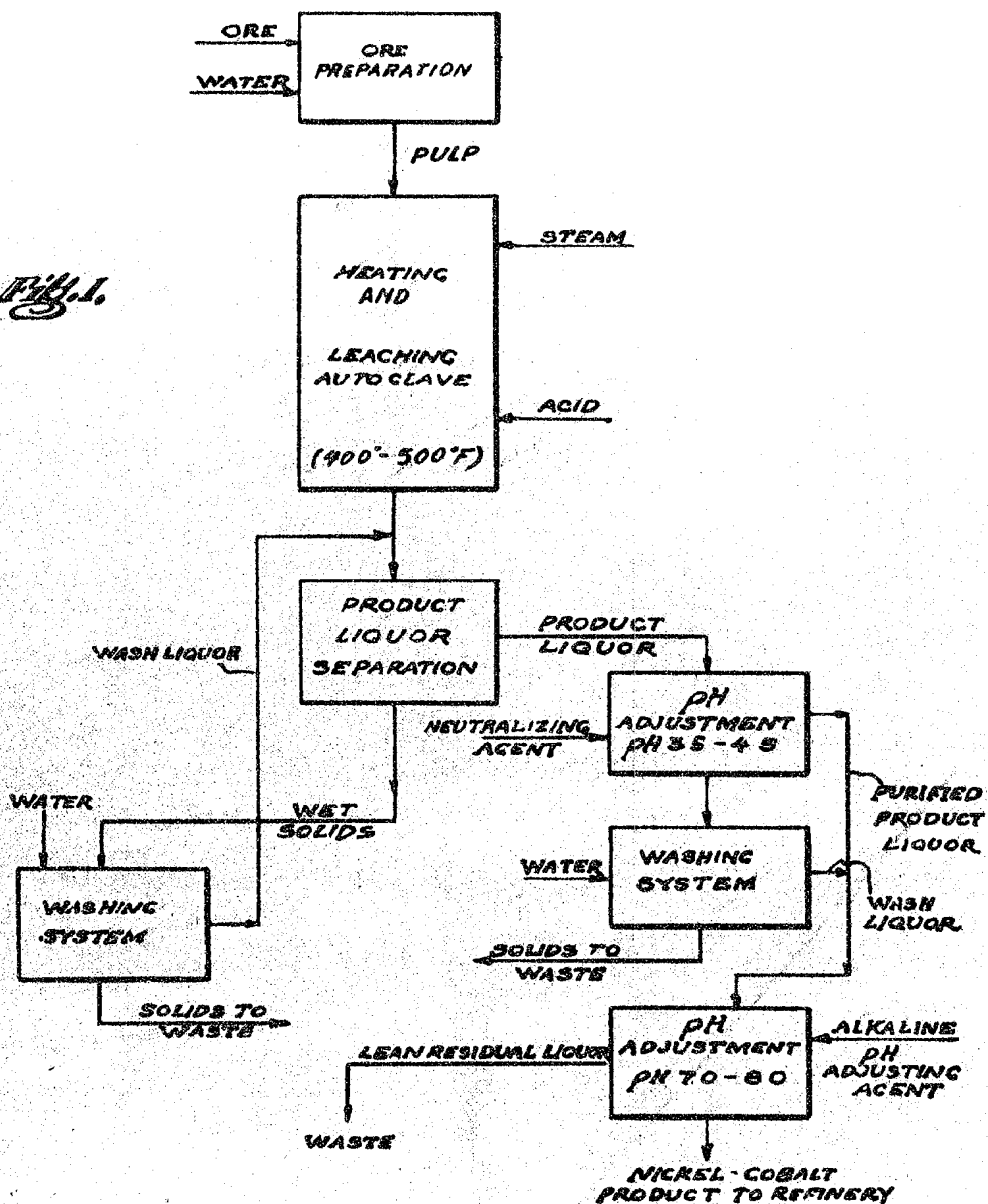 ORE
ORE
PREPARATION
WATER
PULP
STEAM
Fig. 1.
HEATING
AND
LEACHING
AUTOCLAVE
ACID
(400°-500°F)
PRODUCT
LIQUOR
SEPARATION
PRODUCT
LIQUOR
WASH LIQUOR
pH
ADJUSTMENT
pH 3.5 - 4.5
NEUTRALIZING
AGENT
PURIFIED
PRODUCT
LIQUOR
WATER
WET
SOLIDS
WASHING
SYSTEM
WATER
WASHING
SYSTEM
WASH
LIQUOR
SOLIDS TO
WASTE
SOLIDS TO
WASTE
pH
ADJUSTMENT
pH 7.0 - 8.0
ALKALINE
pH
ADJUSTING
AGENT
LEAN RESIDUAL LIQUOR
WASTE
NICKEL - COBALT
PRODUCT TO REFINERY